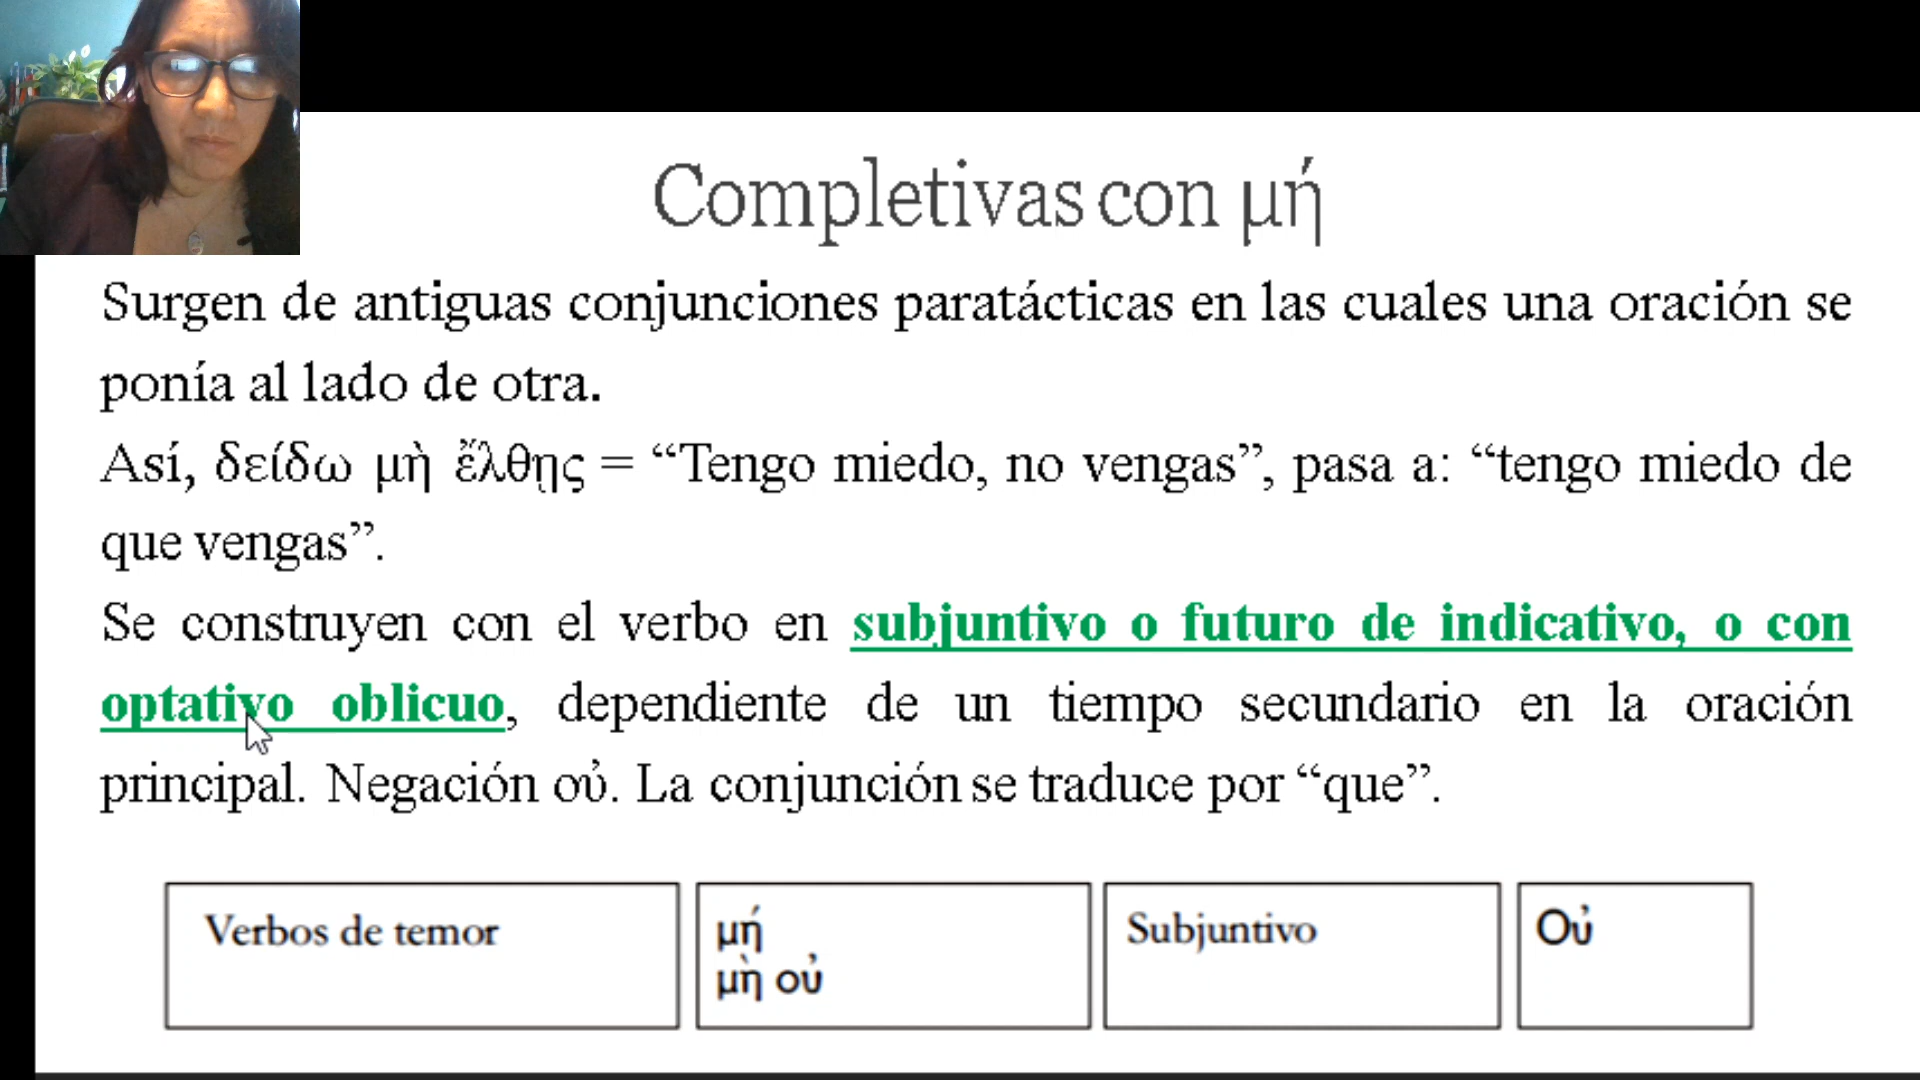 Completivas con μή
Surgen de antiguas conjunciones paratácticas en las cuales una oración se
ponía al lado de otra.
Así, δείδω μὴ ἔλθῃς = “Tengo miedo, no vengas”, pasa a: “tengo miedo de
que vengas”.
Se construyen con el verbo en subjuntivo o futuro de indicativo, o con
optativo oblicuo, dependiente de un tiempo secundario en la oración
principal. Negación οὐ. La conjunción se traduce por “que”.
Verbos de temor
μή
μὴ οὐ
Subjuntivo
Οὐ